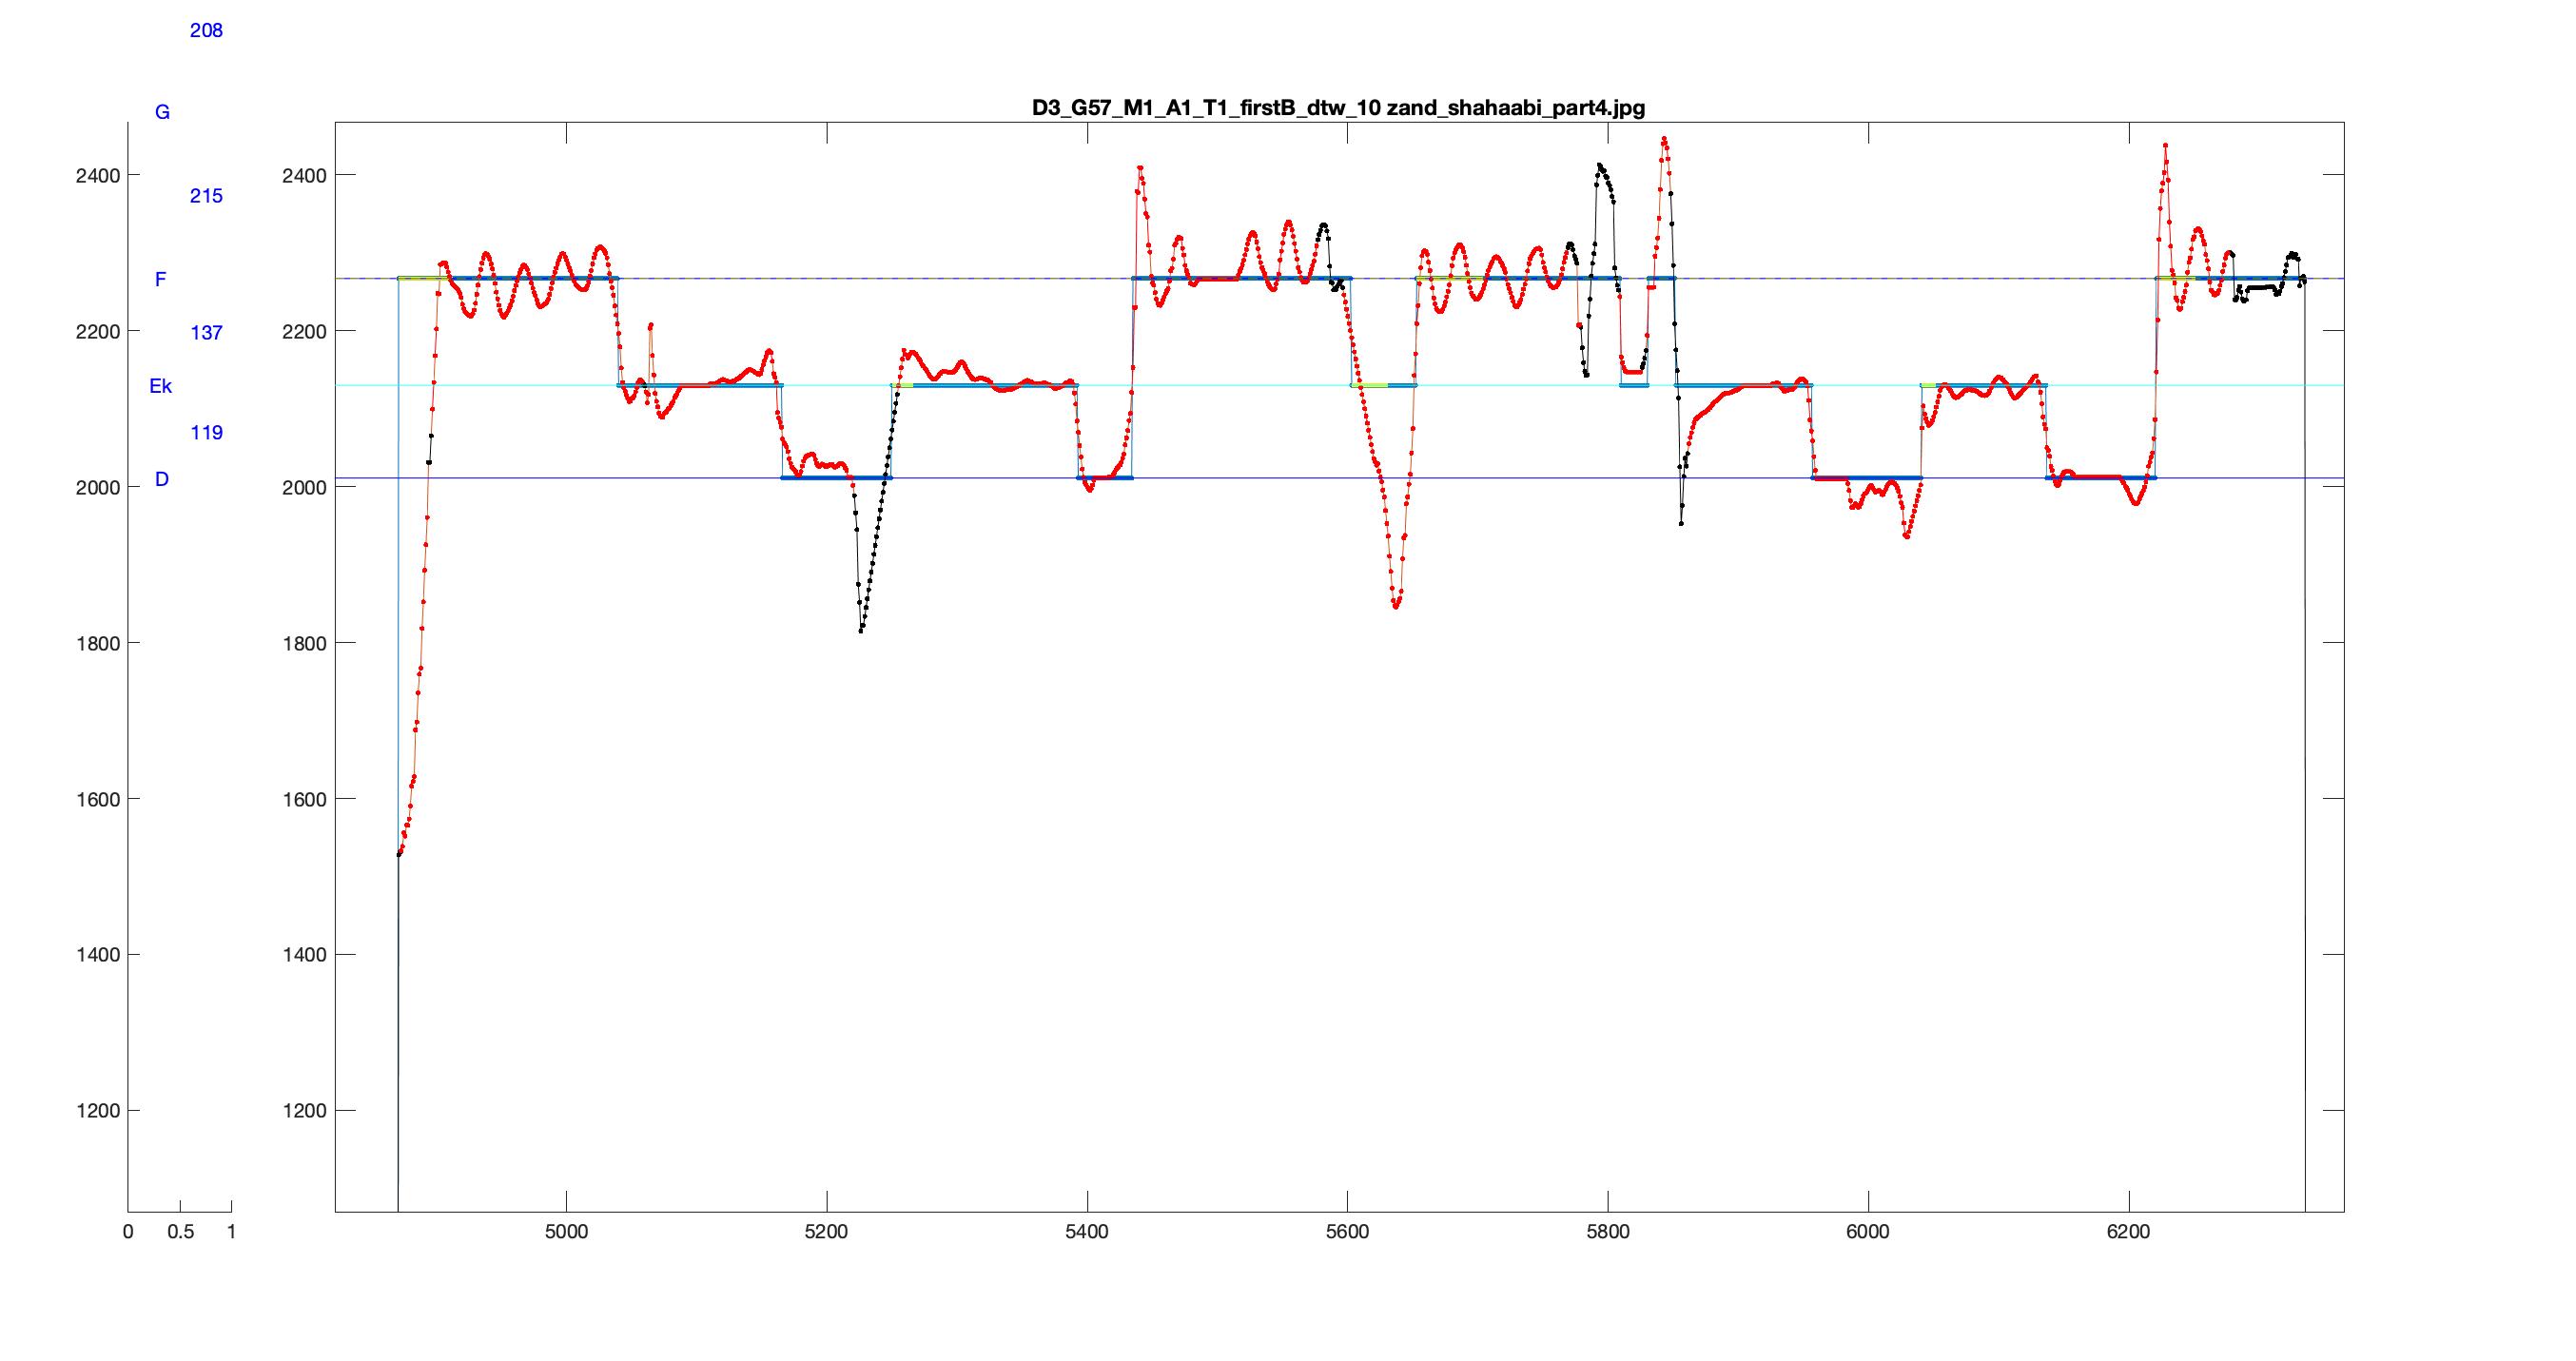 208
D3_G57_M1_A1_T1_firstB_dtw_10 zand_shahaabi_part4.jpg
G
2400 215 2400
F
2200 137 2200
Ek
119
2000 D 2000
1800 1800
1600 1600
1400 1400
1200 1200
0 0.5 1 5000 5200 5400 5600 5800 6000 6200